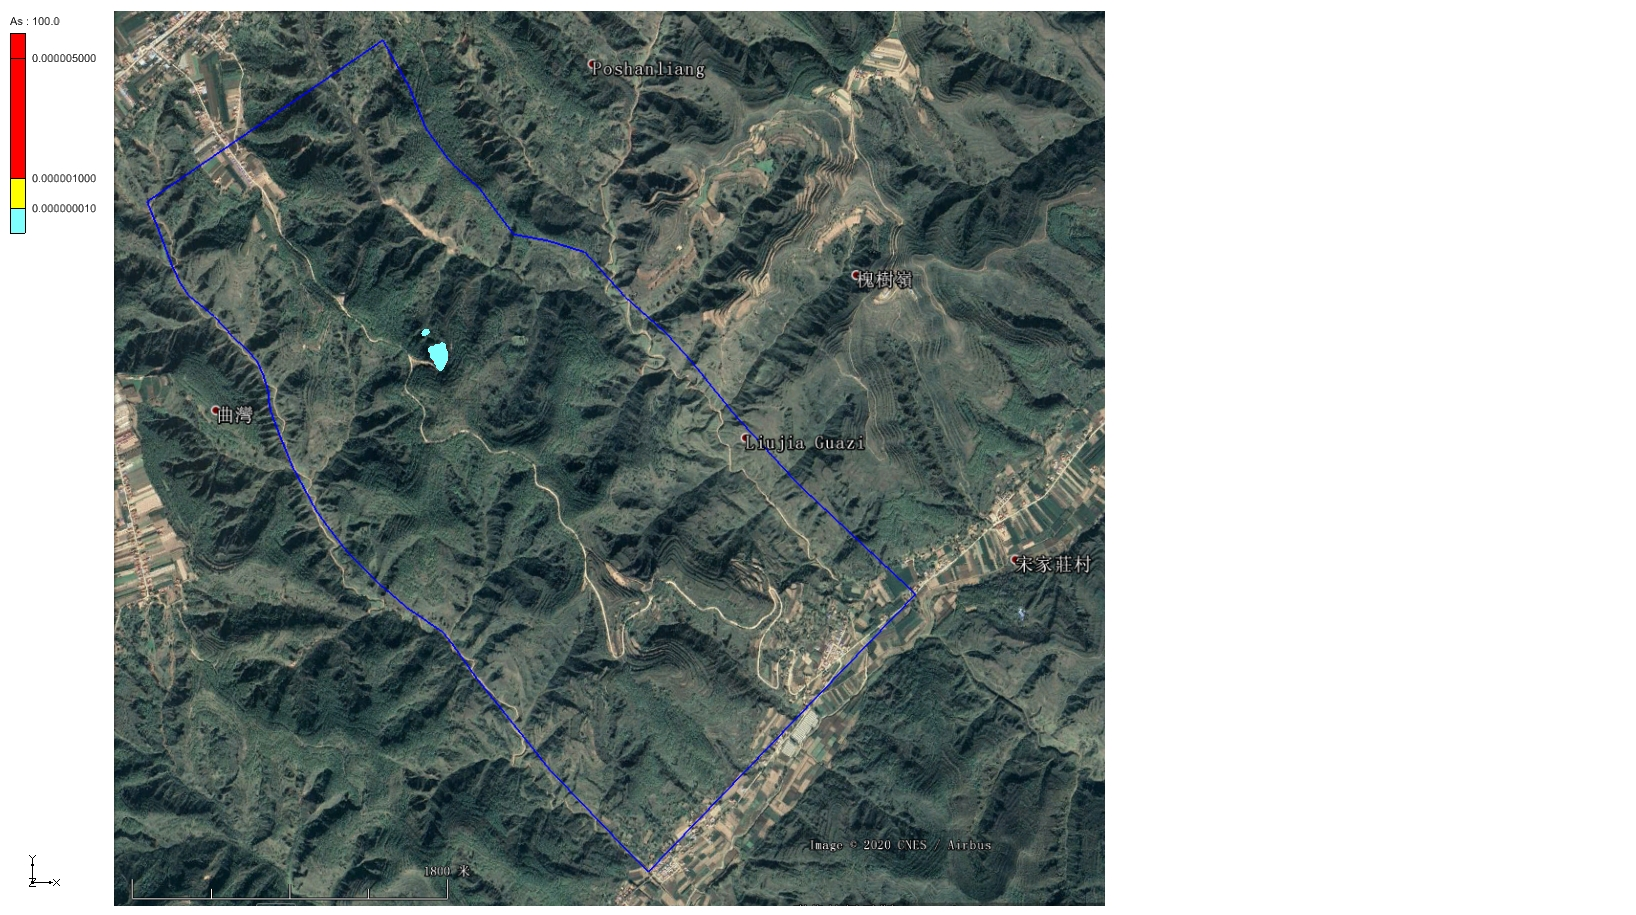 As : 100.0
0.000005000
0.000001000
0.000000010
Poshanliang
槐樹嶺
曲灣
Liujia Guazi
宋家莊村
Image © 2020 CNES / Airbus
1800 米
Y
Z
X